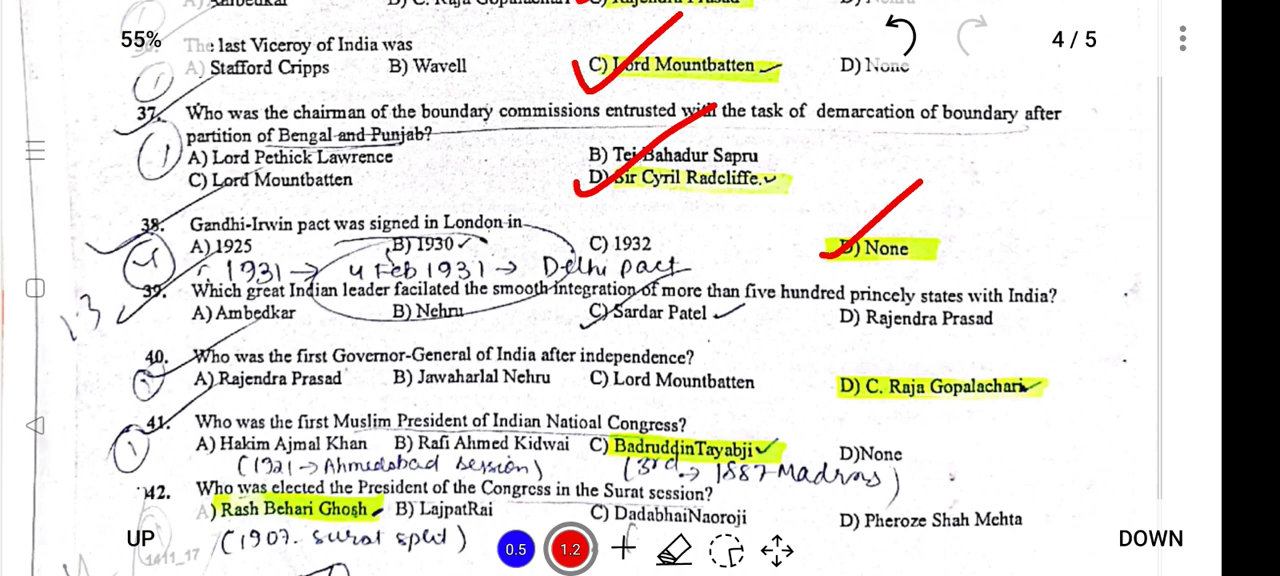 B) C. Raja Gopalachari C) Rajendra Prasad
55% The last Viceroy of India was 4 / 5
A) Stafford Cripps B) Wavell C) Lord Mountbatten D) None
37. Who was the chairman of the boundary commissions entrusted with the task of demarcation of boundary after
partition of Bengal and Punjab?
A) Lord Pethick Lawrence B) Tej Bahadur Sapru
C) Lord Mountbatten D) Sir Cyril Radcliffe.
38. Gandhi-Irwin pact was signed in London in
A) 1925 B) 1930 C) 1932 D) None
1931 → 4 Feb 1931 → Delhi pact
39. Which great Indian leader facilated the smooth integration of more than five hundred princely states with India?
A) Ambedkar B) Nehru C) Sardar Patel D) Rajendra Prasad
40. Who was the first Governor-General of India after independence?
A) Rajendra Prasad B) Jawaharlal Nehru C) Lord Mountbatten D) C. Raja Gopalachari
41. Who was the first Muslim President of Indian Natioal Congress?
A) Hakim Ajmal Khan B) Rafi Ahmed Kidwai C) BadruddinTayabji D)None
(1921 → Ahmedabad session) (3rd → 1887 Madras)
42. Who was elected the President of the Congress in the Surat session?
A) Rash Behari Ghosh B) LajpatRai C) DadabhaiNaoroji D) Pheroze Shah Mehta
UP (1907. surat split) 0.5 1.2 DOWN